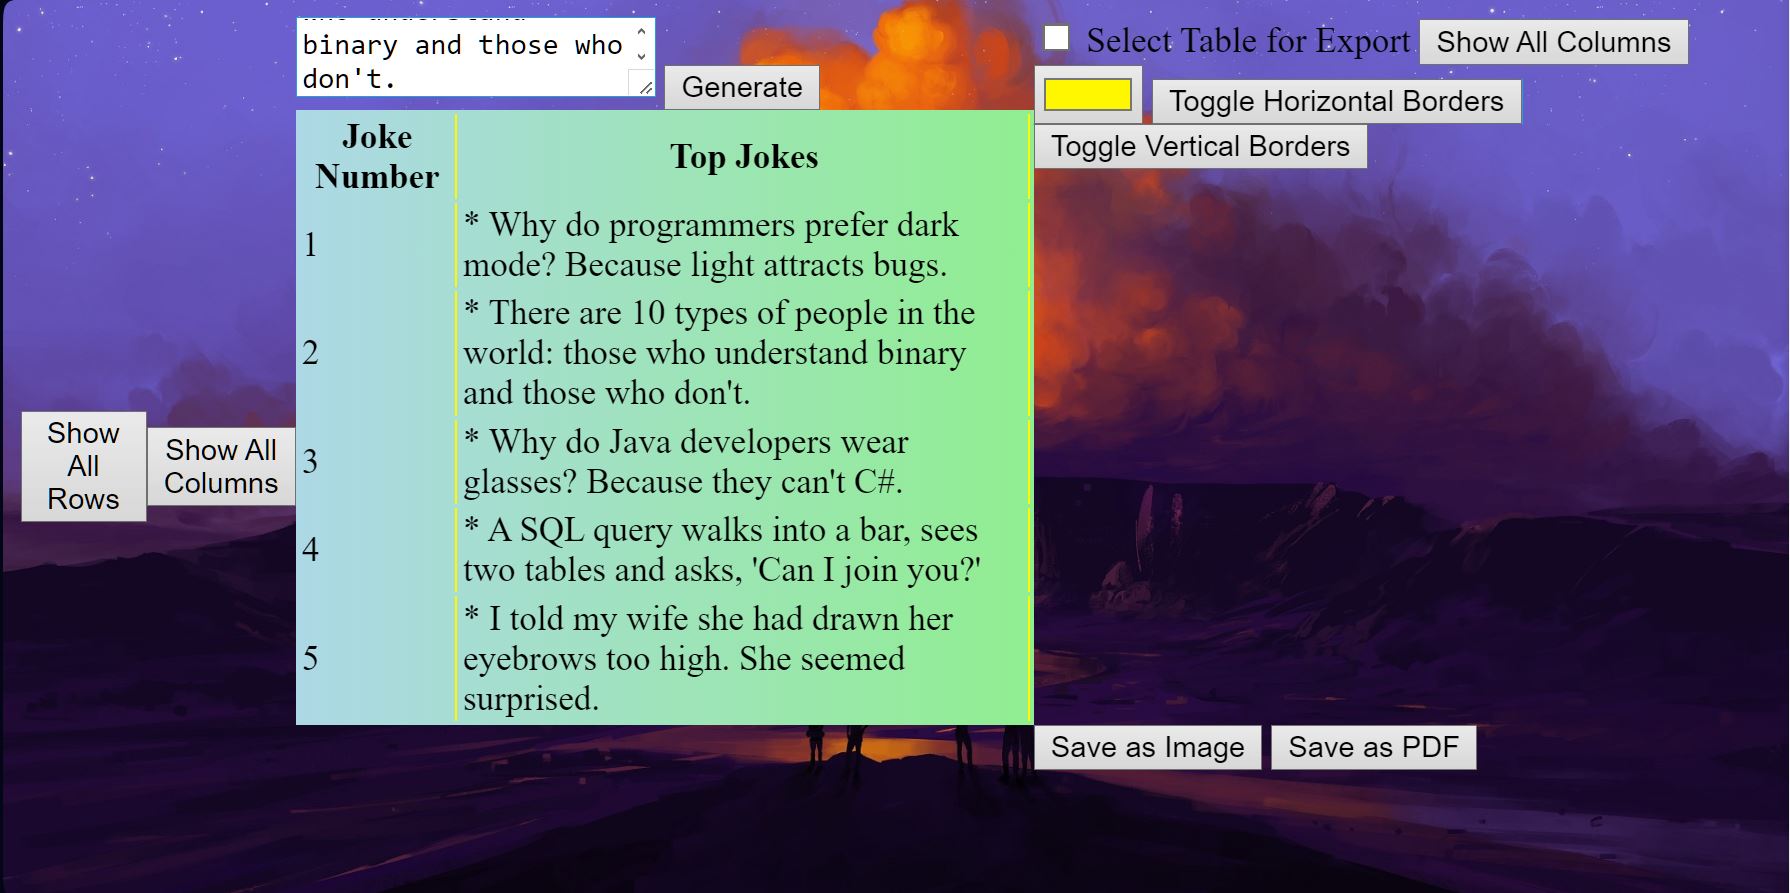 binary and those who
don't.
Generate
Select Table for Export
Show All Columns
Toggle Horizontal Borders
Toggle Vertical Borders
Joke
Number
Top Jokes
1
* Why do programmers prefer dark
mode? Because light attracts bugs.
2
* There are 10 types of people in the
world: those who understand binary
and those who don't.
3
* Why do Java developers wear
glasses? Because they can't C#.
4
* A SQL query walks into a bar, sees
two tables and asks, 'Can I join you?'
5
* I told my wife she had drawn her
eyebrows too high. She seemed
surprised.
Show
All
Rows
Show All
Columns
Save as Image
Save as PDF